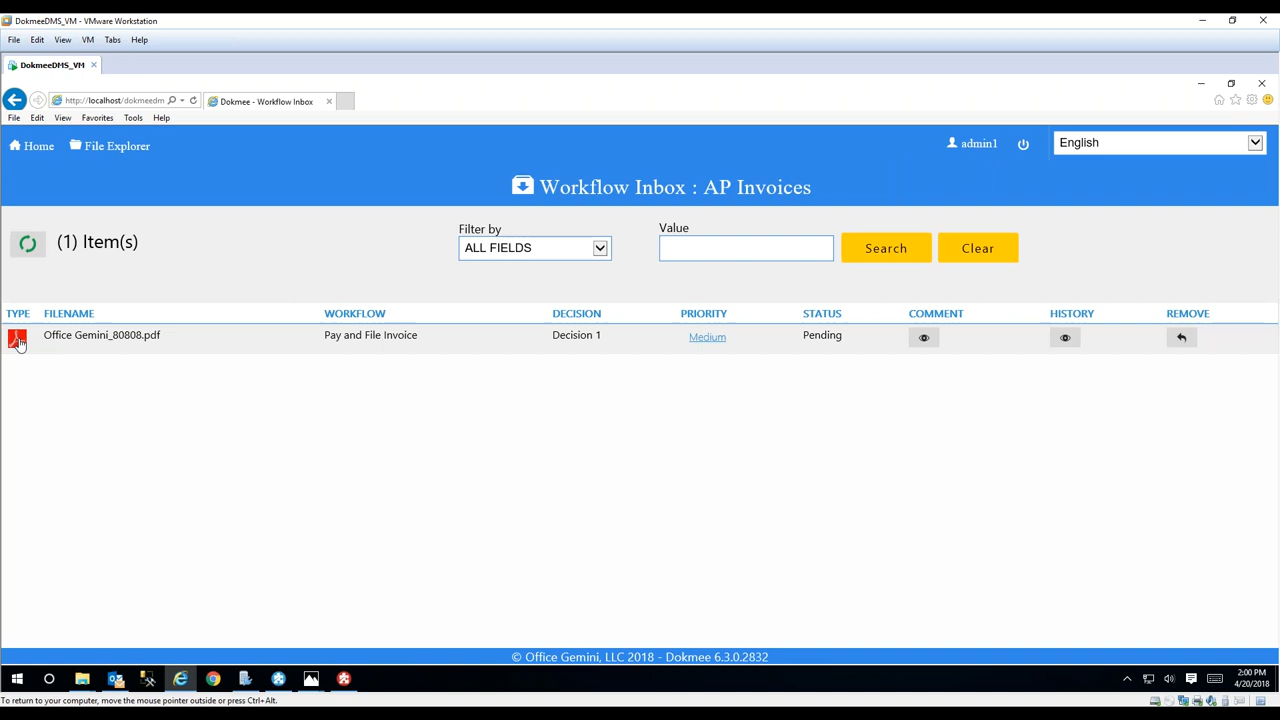 DokmeeDMS_VM - VMware Workstation
File Edit View VM Tabs Help
DokmeeDMS_VM
http://localhost/dokmeedm
Dokmee - Workflow Inbox
File Edit View Favorites Tools Help
Home File Explorer admin1 English
Workflow Inbox : AP Invoices
Filter by Value
(1) Item(s) ALL FIELDS Search Clear
TYPE FILENAME WORKFLOW DECISION PRIORITY STATUS COMMENT HISTORY REMOVE
Office Gemini_80808.pdf Pay and File Invoice Decision 1 Medium Pending
© Office Gemini, LLC 2018 - Dokmee 6.3.0.2832
2:00 PM
4/20/2018
To return to your computer, move the mouse pointer outside or press Ctrl+Alt.